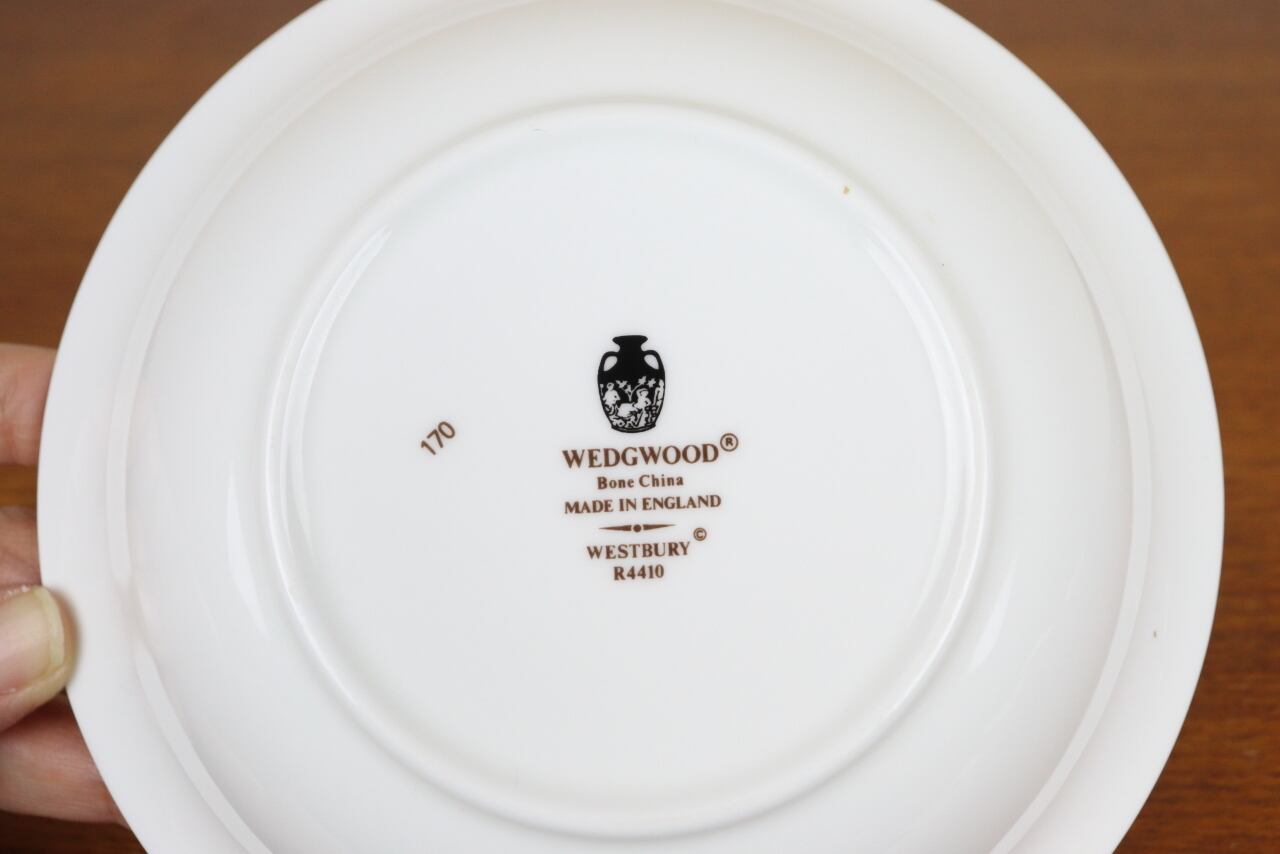 170
WEDGWOOD®
Bone China
MADE IN ENGLAND
WESTBURY©
R4410